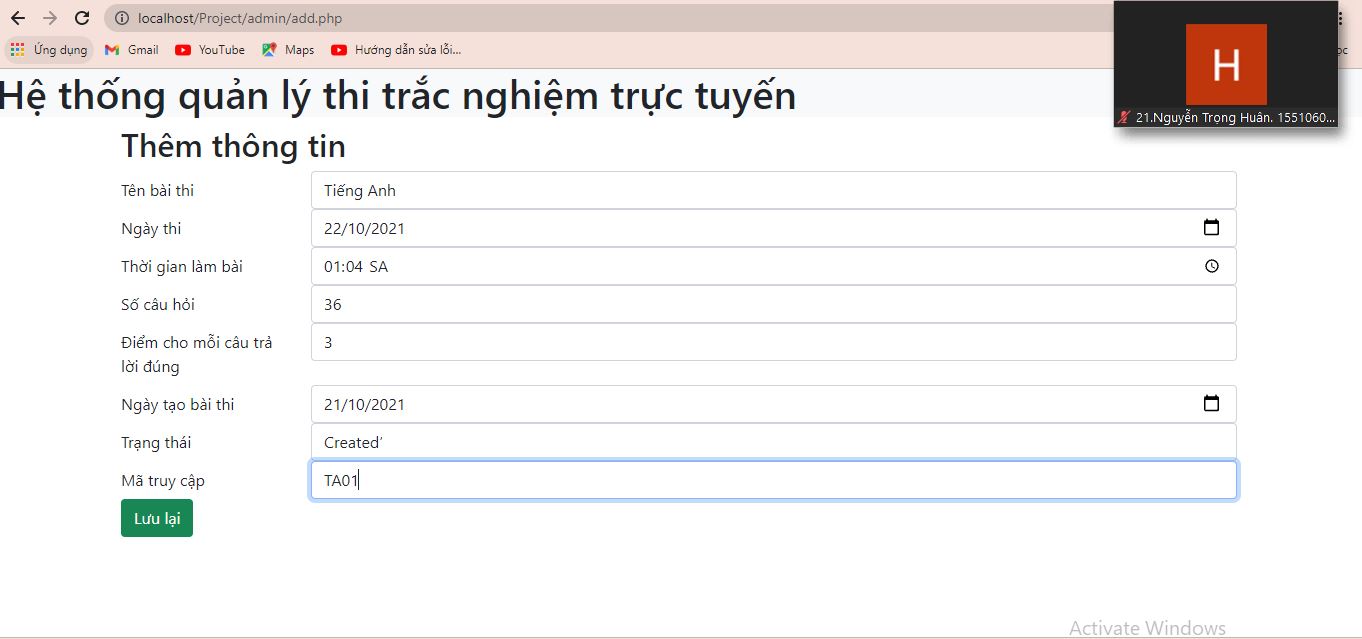 localhost/Project/admin/add.php
Ứng dụng Gmail YouTube Maps Hướng dẫn sửa lỗi...
H
21.Nguyễn Trọng Huân. 1551060...
Hệ thống quản lý thi trắc nghiệm trực tuyến
Thêm thông tin
Tên bài thi Tiếng Anh
Ngày thi 22/10/2021
Thời gian làm bài 01:04 SA
Số câu hỏi 36
Điểm cho mỗi câu trả lời đúng 3
Ngày tạo bài thi 21/10/2021
Trạng thái Created'
Mã truy cập TA01
Lưu lại
Activate Windows